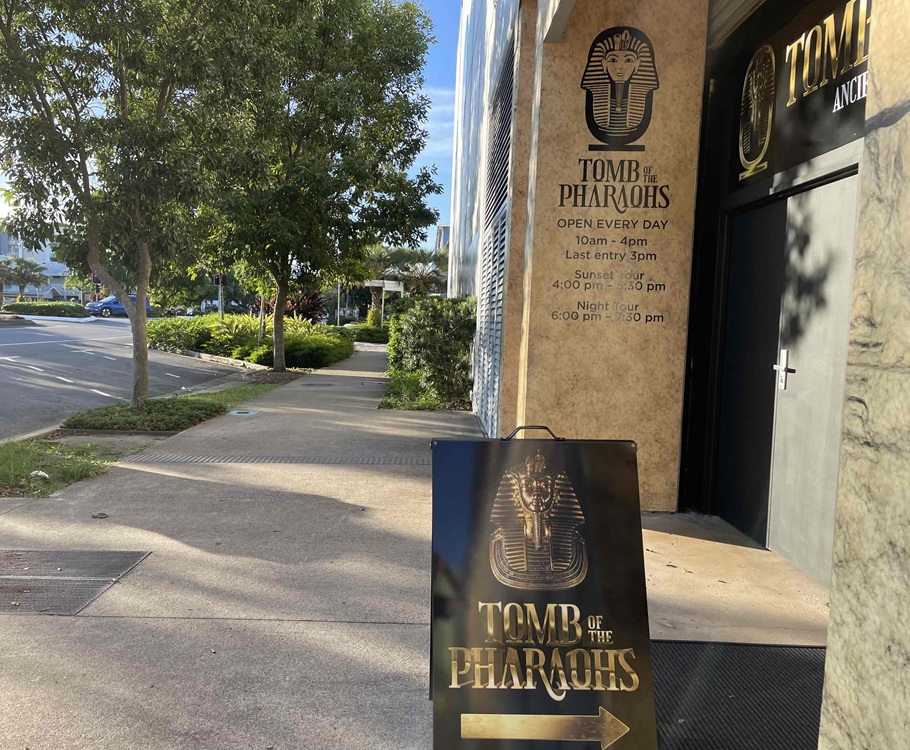 TOMB OF THE
PHARAOHS
OPEN EVERY DAY
10am - 4pm
Last entry 3pm
Sunset Tour
4:00 pm - 5:30 pm
Night Tour
6:00 pm - 7:30 pm
TOMB
TOMB OF THE
PHARAOHS